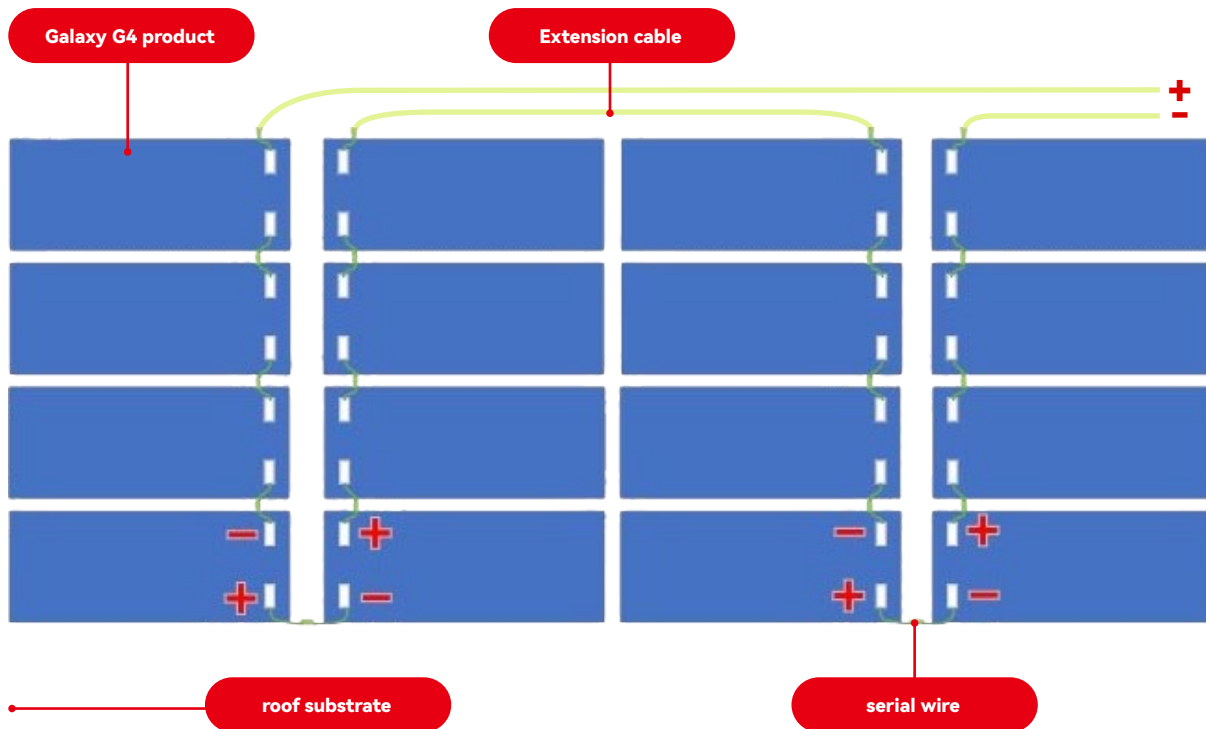 Galaxy G4 product
Extension cable
+
-
- +
+ -
- +
+ -
roof substrate
serial wire